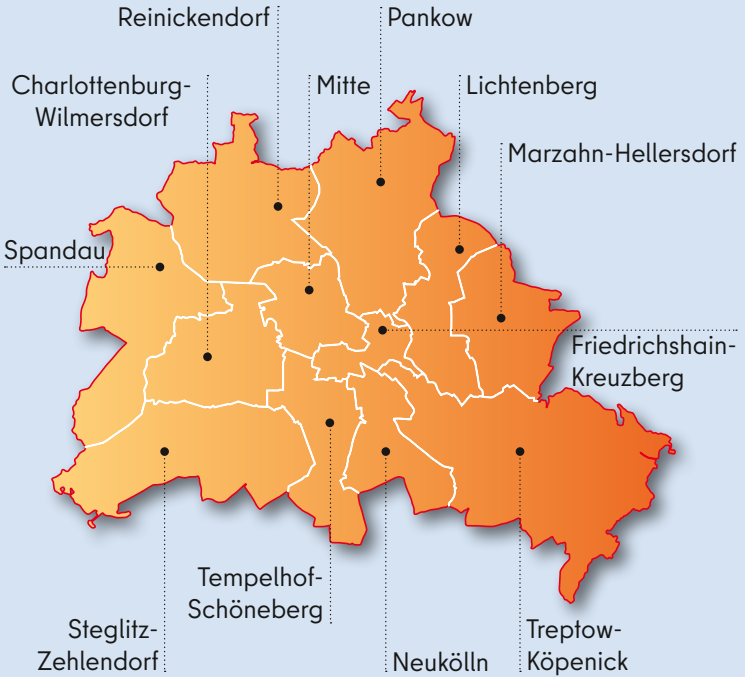 Reinickendorf
Pankow
Charlottenburg-
Wilmersdorf
Mitte
Lichtenberg
Marzahn-Hellersdorf
Spandau
Friedrichshain-
Kreuzberg
Tempelhof-
Schöneberg
Steglitz-
Zehlendorf
Neukölln
Treptow-
Köpenick